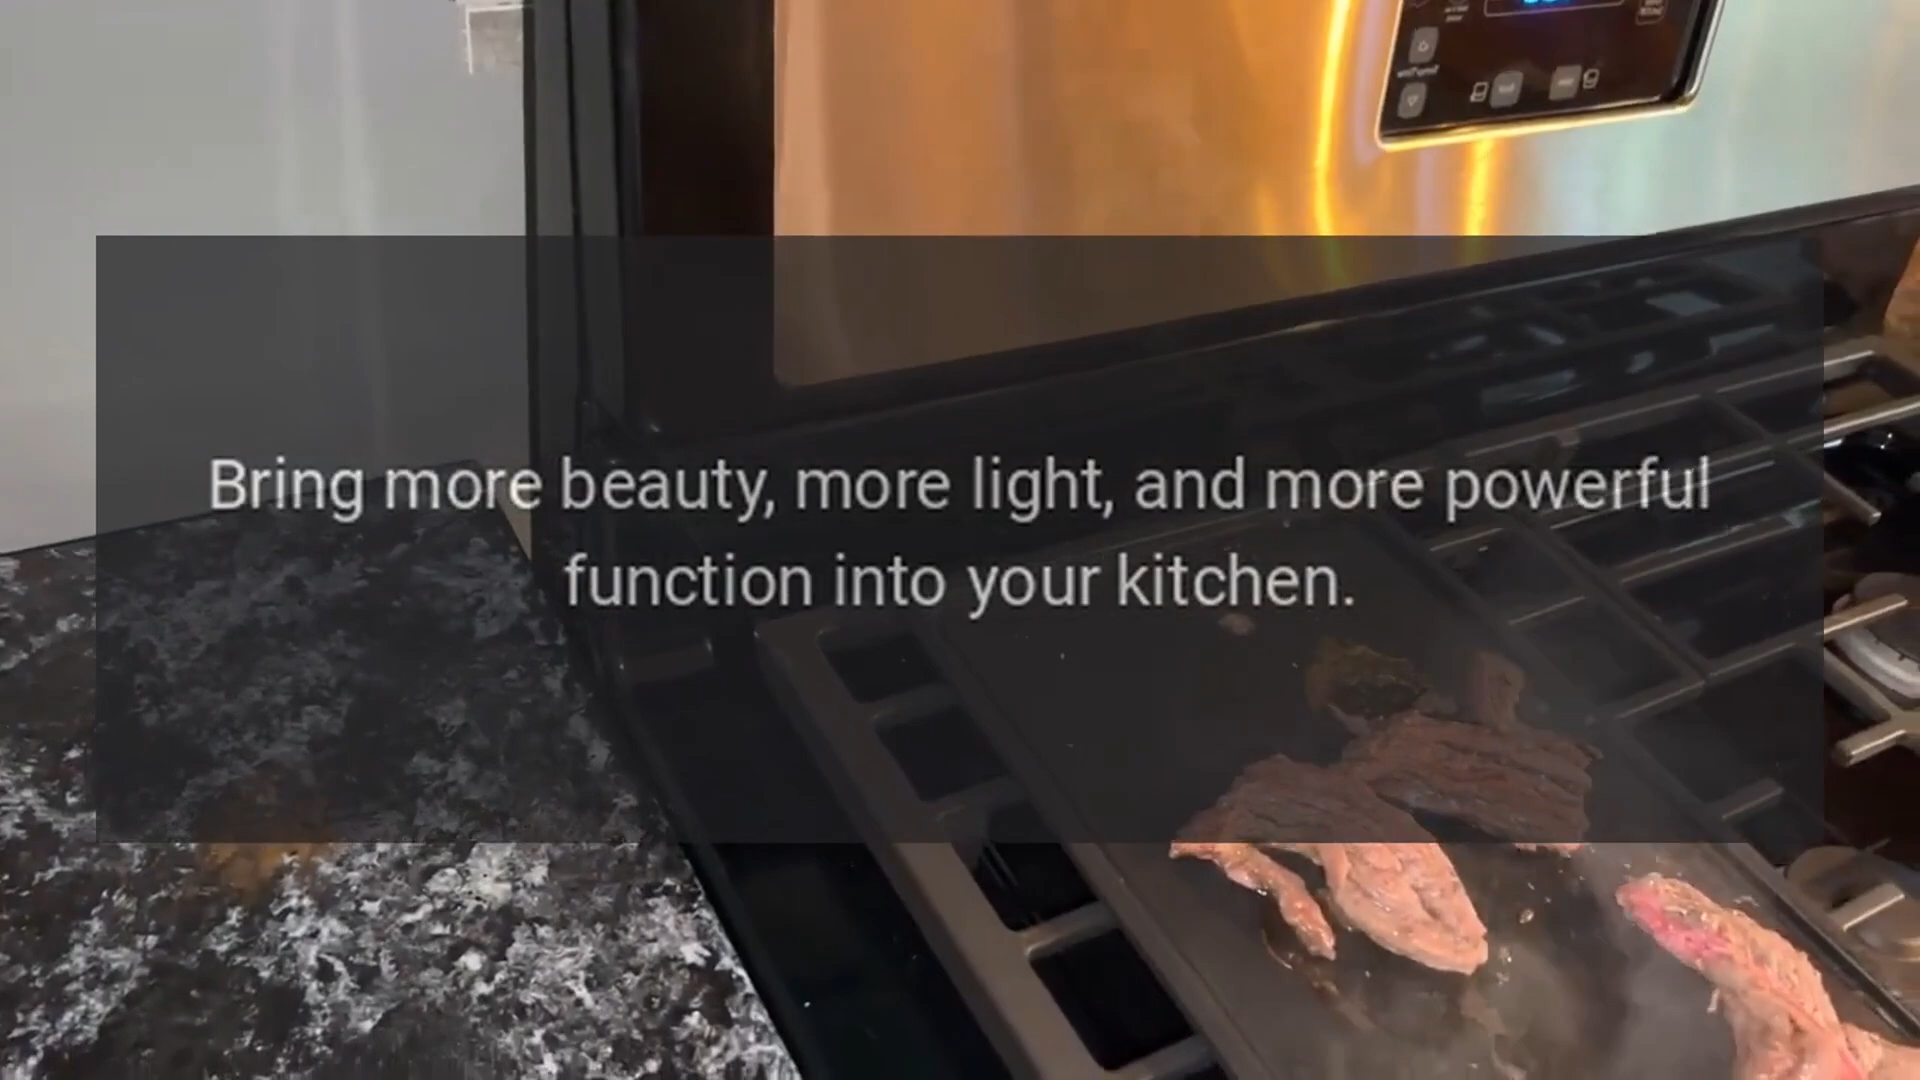 Bring more beauty, more light, and more powerful
function into your kitchen.